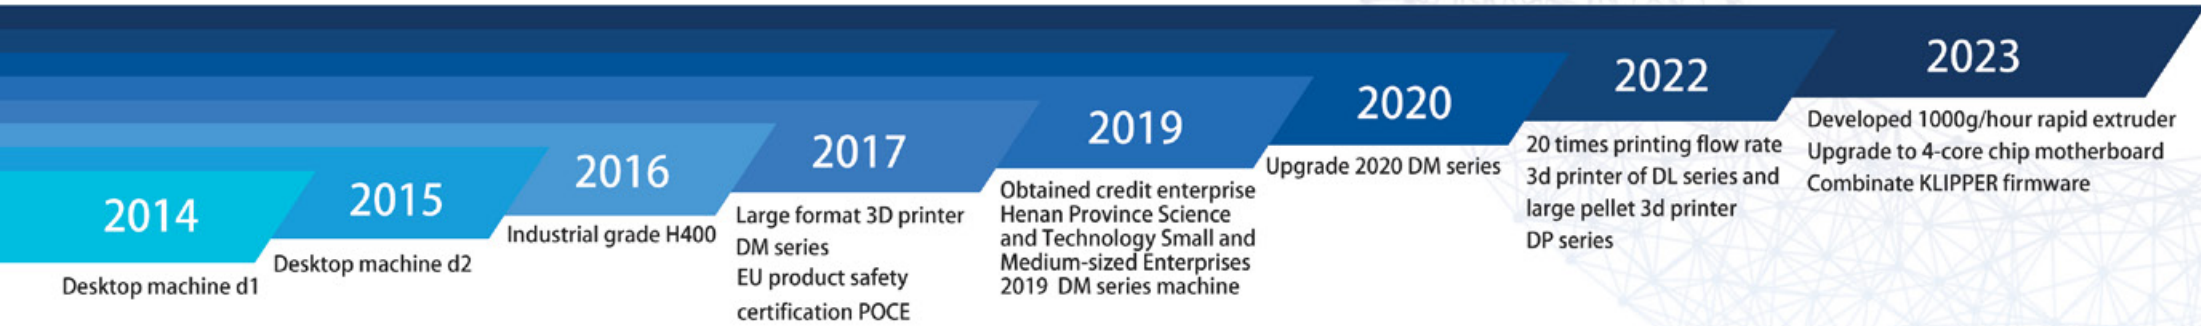 2014
Desktop machine d1
2015
Desktop machine d2
2016
Industrial grade H400
2017
Large format 3D printer
DM series
EU product safety
certification POCE
2019
Obtained credit enterprise
Henan Province Science
and Technology Small and
Medium-sized Enterprises
2019 DM series machine
2020
Upgrade 2020 DM series
2022
20 times printing flow rate
3d printer of DL series and
large pellet 3d printer
DP series
2023
Developed 1000g/hour rapid extruder
Upgrade to 4-core chip motherboard
Combinate KLIPPER firmware